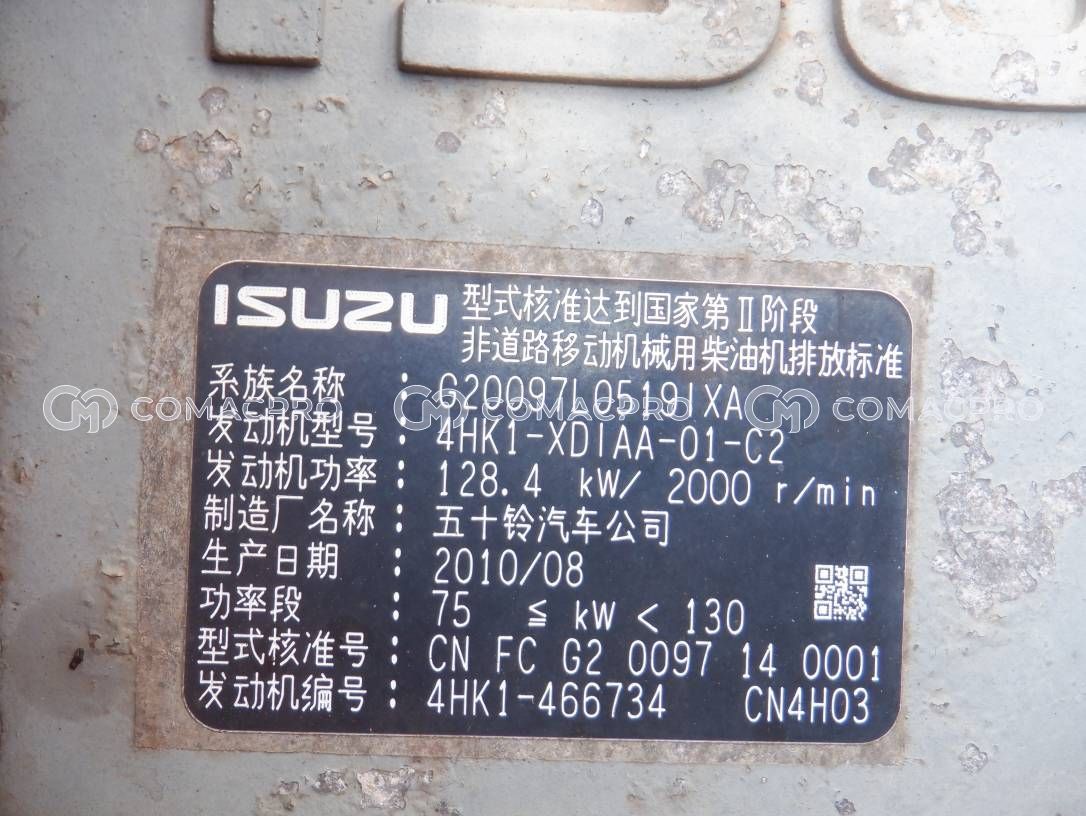 ISUZU 型式核准达到国家第Ⅱ阶段
非道路移动机械用柴油机排放标准
系族名称 : G20097L0519IXA
COMACPRO COMACPRO COMACPRO
发动机型号 : 4HK1-XDIAA-01-C2
发动机功率 : 128.4 kW/ 2000 r/min
制造厂名称 : 五十铃汽车公司
生产日期 : 2010/08
功率段 : 75 ≦ kW < 130
型式核准号 : CN FC G2 0097 14 0001
发动机编号 : 4HK1-466734 CN4H03